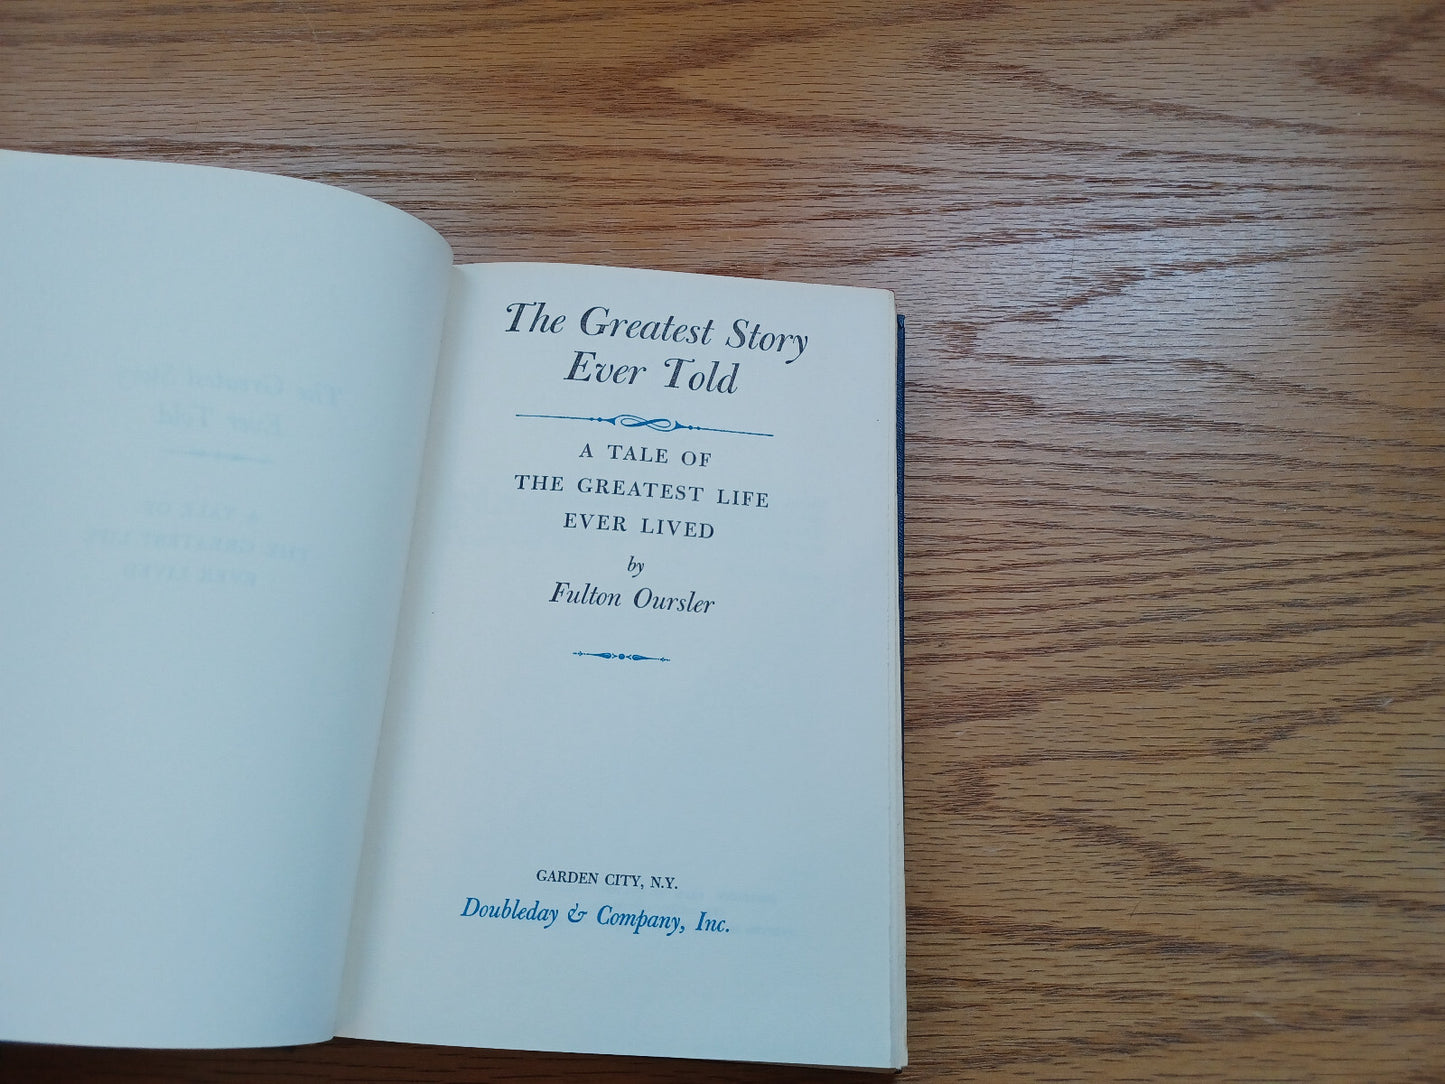 The Greatest Story
Ever Told
A TALE OF
THE GREATEST LIFE
EVER LIVED
by
Fulton Oursler
GARDEN CITY, N.Y.
Doubleday & Company, Inc.